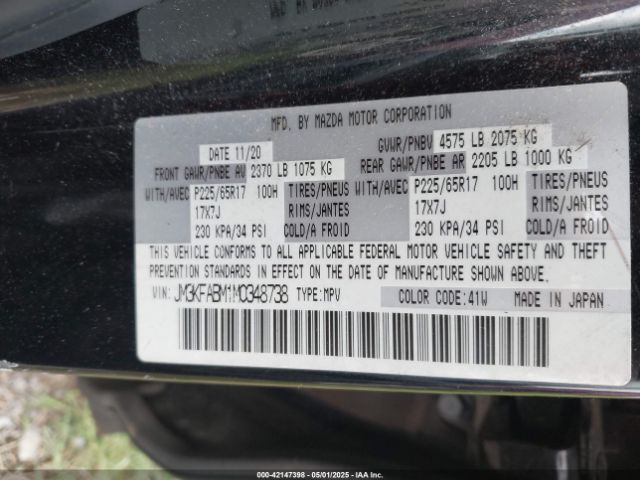 MFD. BY MAZDA MOTOR CORPORATION
DATE 11/20 GVWR/PNBV 4575 LB 2075 KG
FRONT GAWR/PNBE AV 2370 LB 1075 KG REAR GAWR/PNBE AR 2205 LB 1000 KG
WITH/AVEC P225/65R17 100H TIRES/PNEUS WITH/AVEC P225/65R17 100H TIRES/PNEUS
17X7J RIMS/JANTES 17X7J RIMS/JANTES
230 KPA/34 PSI COLD/A FROID 230 KPA/34 PSI COLD/A FROID
THIS VEHICLE CONFORMS TO ALL APPLICABLE FEDERAL MOTOR VEHICLE SAFETY AND THEFT
PREVENTION STANDARDS IN EFFECT ON THE DATE OF MANUFACTURE SHOWN ABOVE.
VIN: JM3KFABM1M0348738 TYPE: MPV COLOR CODE: 41W MADE IN JAPAN
000-42147398 - 05/01/2025 - IAA Inc.